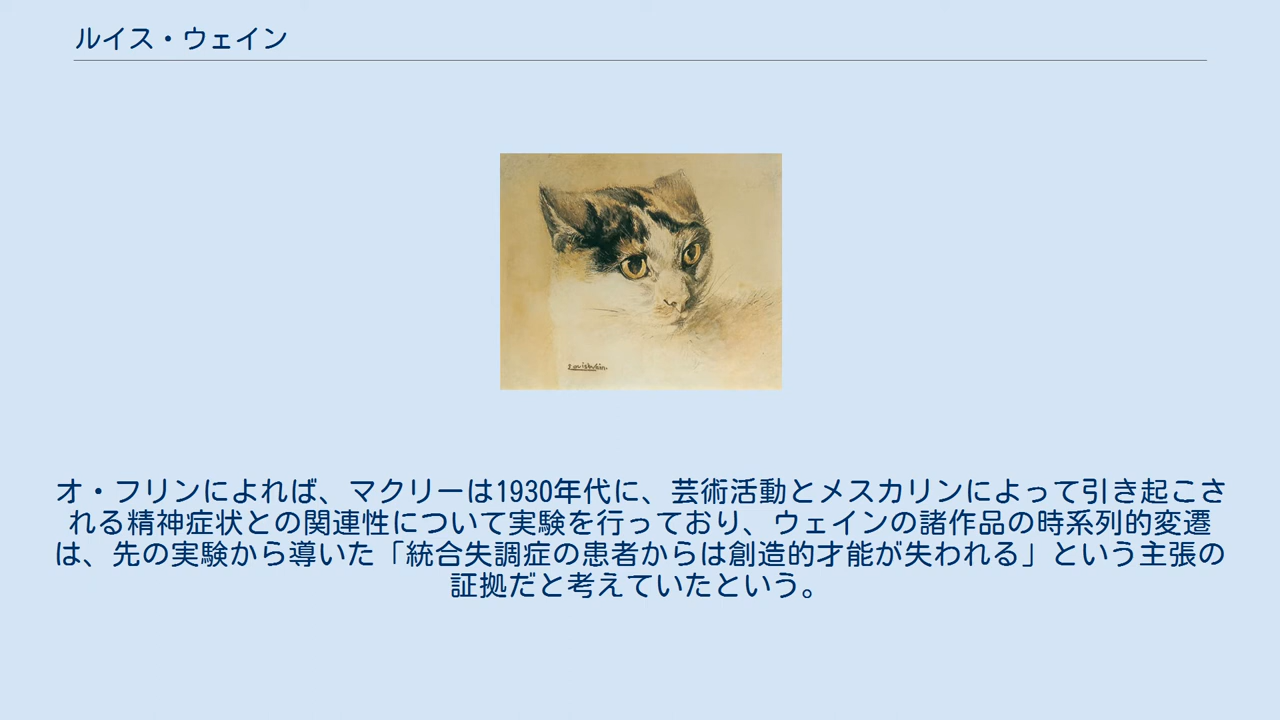 ルイス・ウェイン
Louis Wain.
オ・フリンによれば、マクリーは1930年代に、芸術活動とメスカリンによって引き起こさ
れる精神症状との関連性について実験を行っており、ウェインの諸作品の時系列的変遷
は、先の実験から導いた「統合失調症の患者からは創造的才能が失われる」という主張の
証拠だと考えていたという。